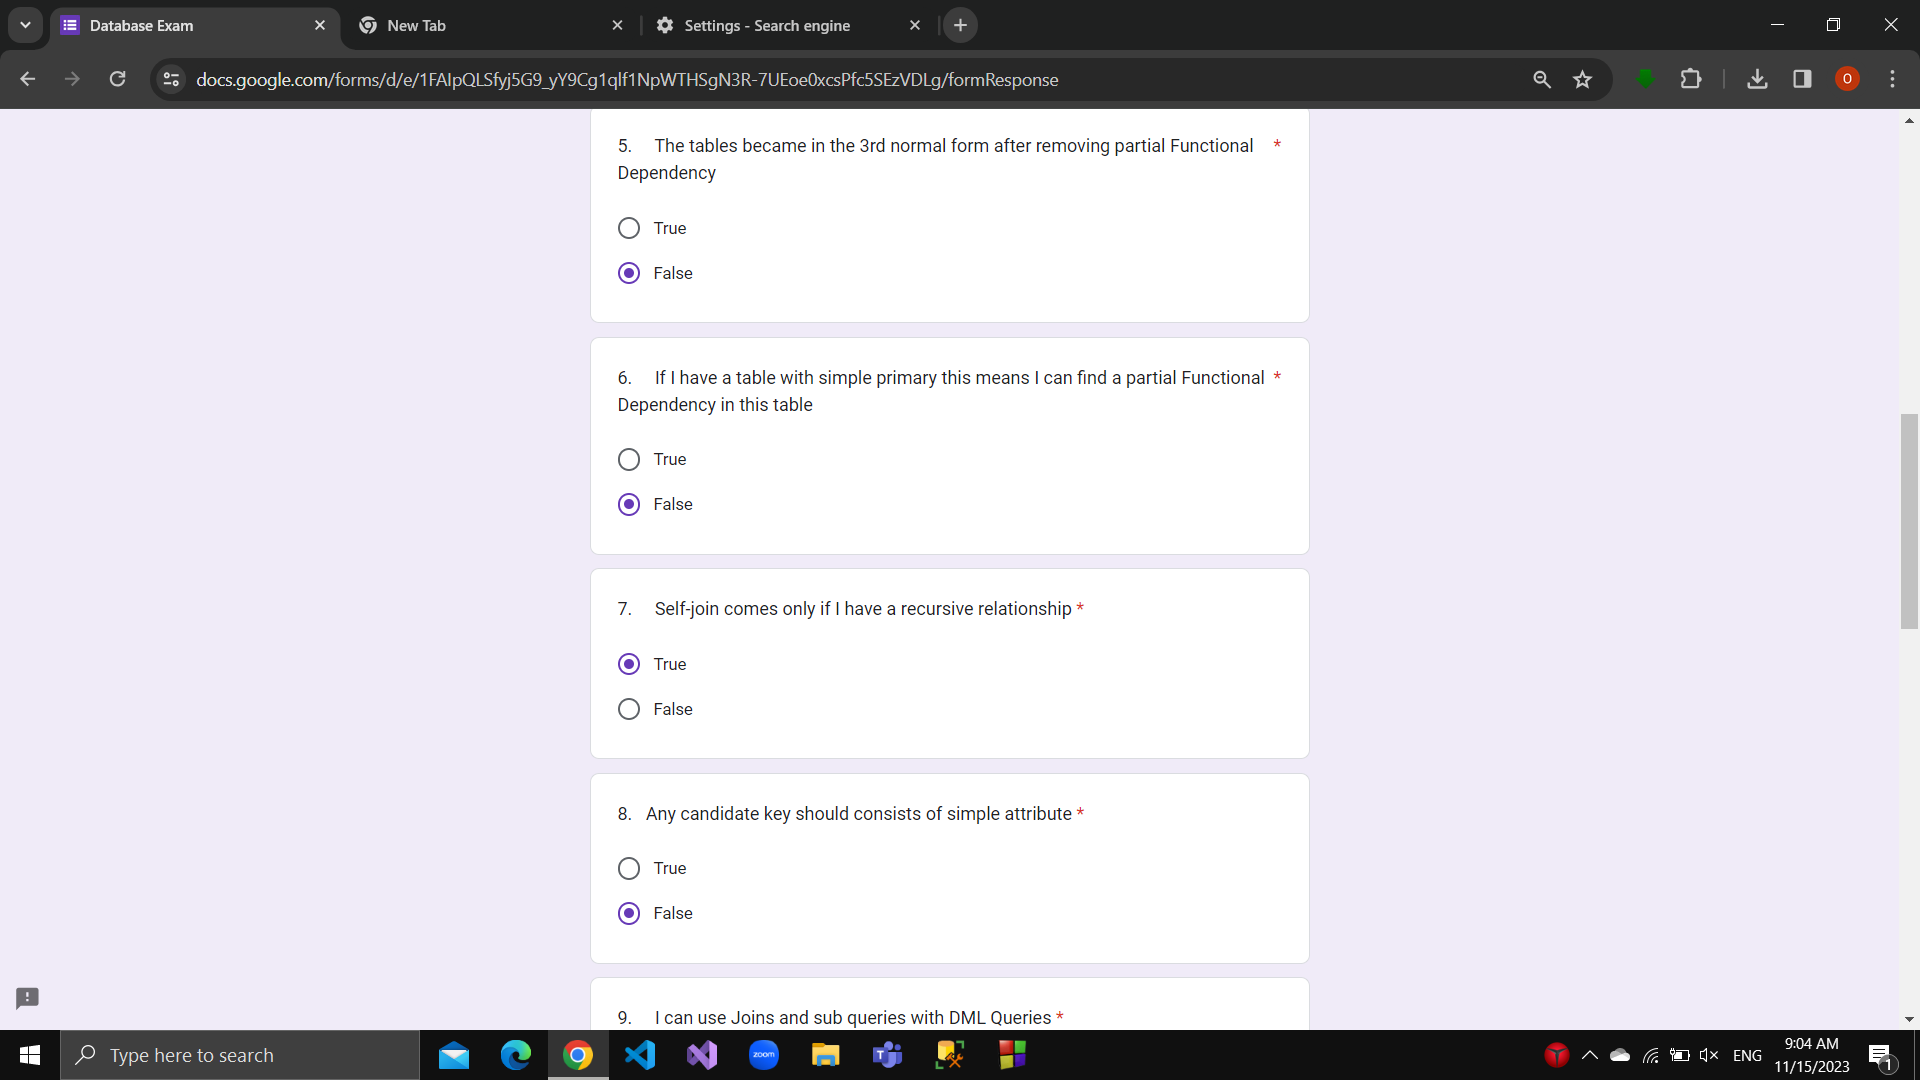 Database Exam
New Tab
Settings - Search engine
docs.google.com/forms/d/e/1FAIpQLSfyj5G9_yY9Cg1qlf1NpWTHSgN3R-7UEoe0xcsPfc5SEzVDLg/formResponse
O
5. The tables became in the 3rd normal form after removing partial Functional *
Dependency
True
False
6. If I have a table with simple primary this means I can find a partial Functional *
Dependency in this table
True
False
7. Self-join comes only if I have a recursive relationship *
True
False
8. Any candidate key should consists of simple attribute *
True
False
9. I can use Joins and sub queries with DML Queries *
Type here to search
zoom
ENG
9:04 AM
11/15/2023
1